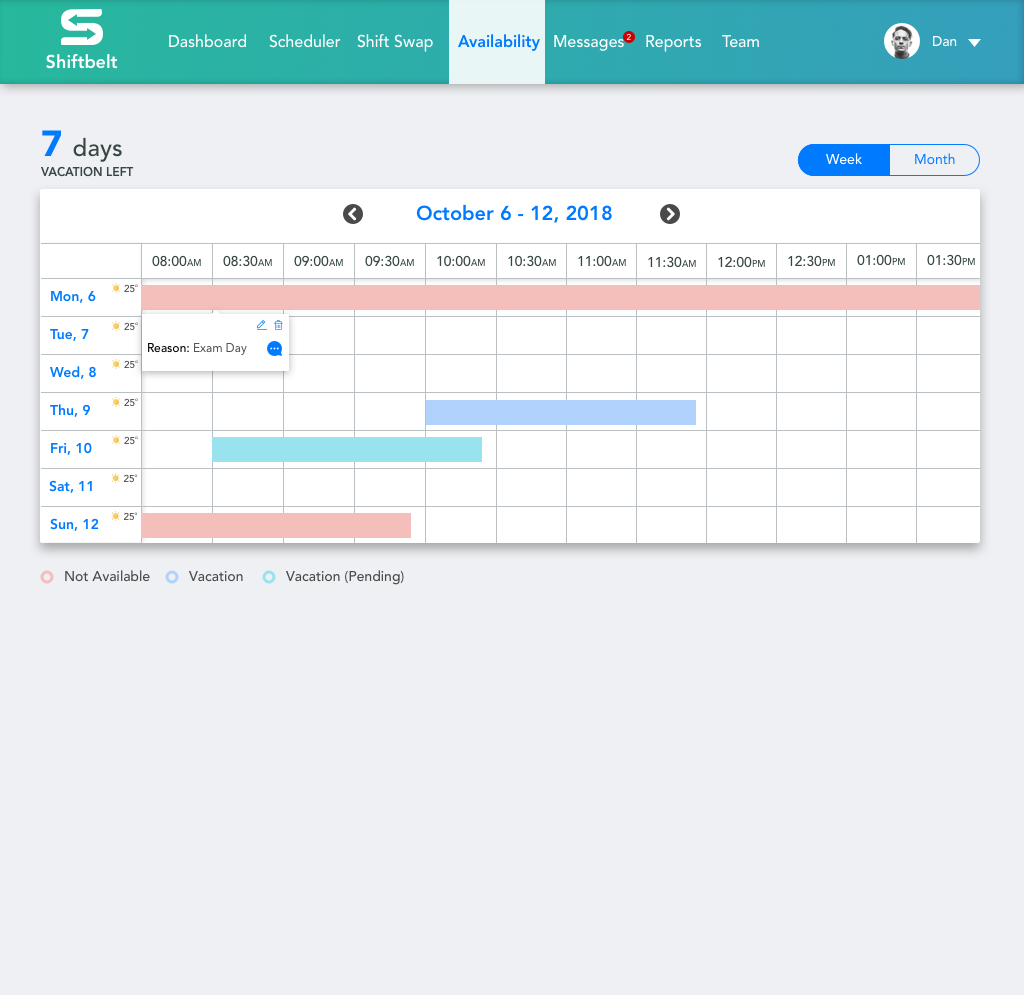 Shiftbelt
Dashboard Scheduler Shift Swap Availability Messages 2 Reports Team Dan
7 days
VACATION LEFT
Week Month
October 6 - 12, 2018
08:00AM 08:30AM 09:00AM 09:30AM 10:00AM 10:30AM 11:00AM 11:30AM 12:00PM 12:30PM 01:00PM 01:30PM
Mon, 6 25°
Tue, 7 25°
Reason: Exam Day
Wed, 8 25°
Thu, 9 25°
Fri, 10 25°
Sat, 11 25°
Sun, 12 25°
Not Available Vacation Vacation (Pending)